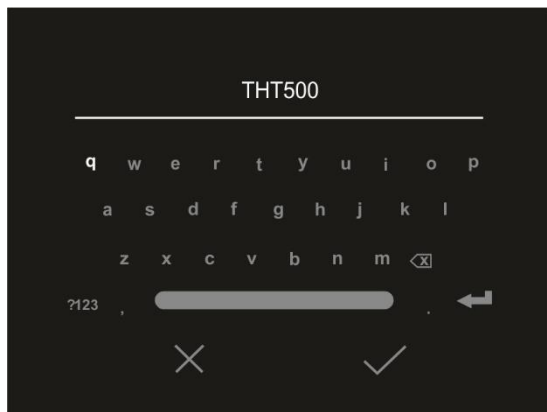 THT500
q w e r t y u i o p
a s d f g h j k l
z x c v b n m
?123 , .